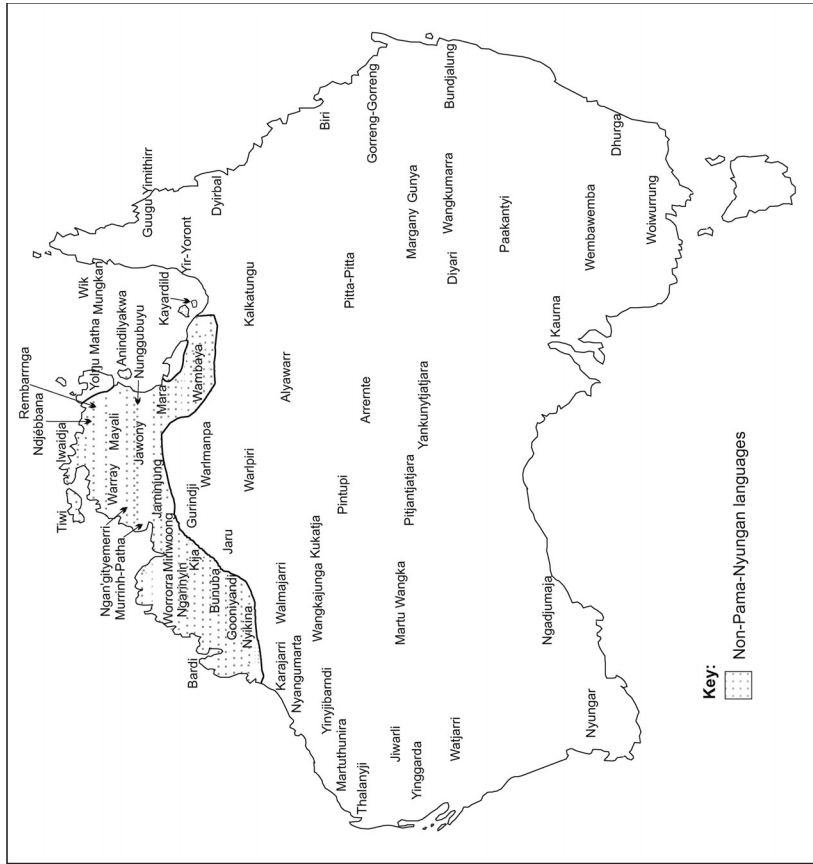 Rembarrnga
Ndjébbana
Iwaidja
Tiwi
Yolŋu Matha
Wik
Mungkan
Guugu Yimithirr
Ngan'gityemerri
Murrinh-Patha
Warray
Mayali
Jawony
Anindilyakwa
Nunggubuyu
Yir-Yoront
Jaminjung
Mara
Kayardild
Dyirbal
Worrorra
Miriwoong
Ngarinyin
Kija
Gurindji
Wambaya
Bardi
Bunuba
Gooniyandi
Nyikina
Jaru
Warlmanpa
Warlpiri
Kalkatungu
Karajarri
Walmajarri
Nyangumarta
Alyawarr
Wangkajunga
Kukatja
Yinyjibarndi
Martuthunira
Thalanyji
Pintupi
Arrernte
Pitta-Pitta
Biri
Gorreng-Gorreng
Jiwarli
Yinggarda
Martu Wangka
Pitjantjatjara
Yankunytjatjara
Margany
Gunya
Watjarri
Diyari
Wangkumarra
Bundjalung
Paakantyi
Ngadjumaja
Kaurna
Nyungar
Wembawemba
Dhurga
Woiwurrung
Key:
Non-Pama-Nyungan languages